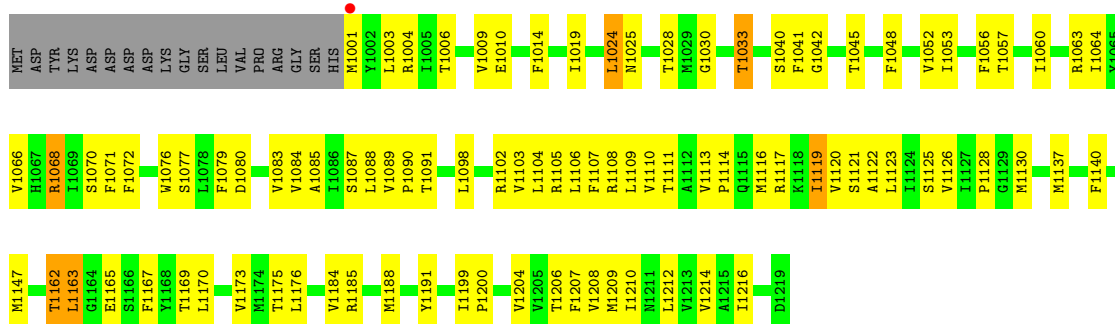 MET ASP TYR LYS ASP ASP ASP ASP LYS GLY SER LEU VAL PRO ARG GLY SER HIS M1001 Y1002 L1003 R1004 I1005 T1006 V1009 E1010 F1014 I1019 L1024 N1025 T1028 M1029 G1030 T1033 S1040 F1041 G1042 T1045 F1048 V1052 I1053 F1056 T1057 I1060 R1063 I1064 Y1065
V1066 H1067 R1068 I1069 S1070 F1071 F1072 W1076 S1077 L1078 F1079 D1080 V1083 V1084 A1085 I1086 S1087 L1088 V1089 P1090 T1091 L1098 R1102 V1103 L1104 R1105 L1106 F1107 R1108 L1109 V1110 T1111 A1112 V1113 P1114 Q1115 M1116 R1117 K1118 I1119 V1120 S1121 A1122 L1123 I1124 S1125 V1126 I1127 P1128 G1129 M1130 M1137 F1140
M1147 T1162 L1163 G1164 E1165 S1166 F1167 Y1168 T1169 L1170 V1173 M1174 T1175 L1176 V1184 R1185 M1188 Y1191 I1199 P1200 V1204 V1205 T1206 F1207 V1208 M1209 I1210 N1211 L1212 V1213 V1214 A1215 I1216 D1219